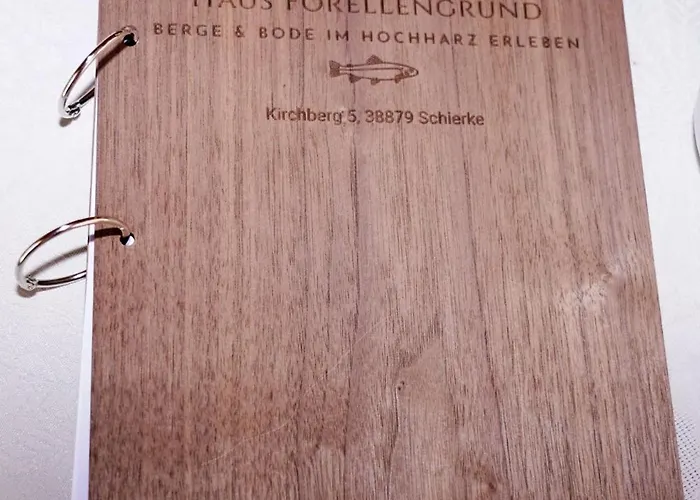 HAUS FORELLENGRUND
BERGE & BODE IM HOCHHARZ ERLEBEN
Kirchberg 5, 38879 Schierke